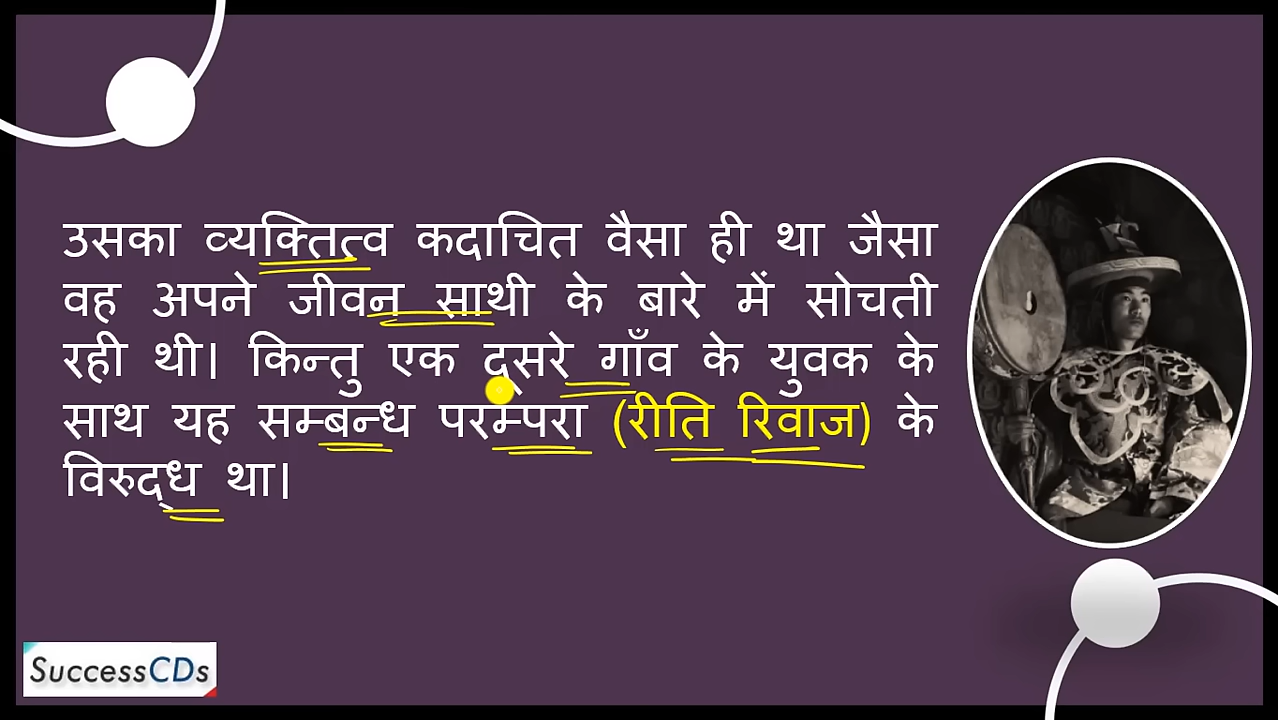 उसका व्यक्तित्व कदाचित वैसा ही था जैसा
वह अपने जीवन साथी के बारे में सोचती
रही थी। किन्तु एक दूसरे गाँव के युवक के
साथ यह सम्बन्ध परम्परा (रीति रिवाज) के
विरुद्ध था।
SuccessCDs